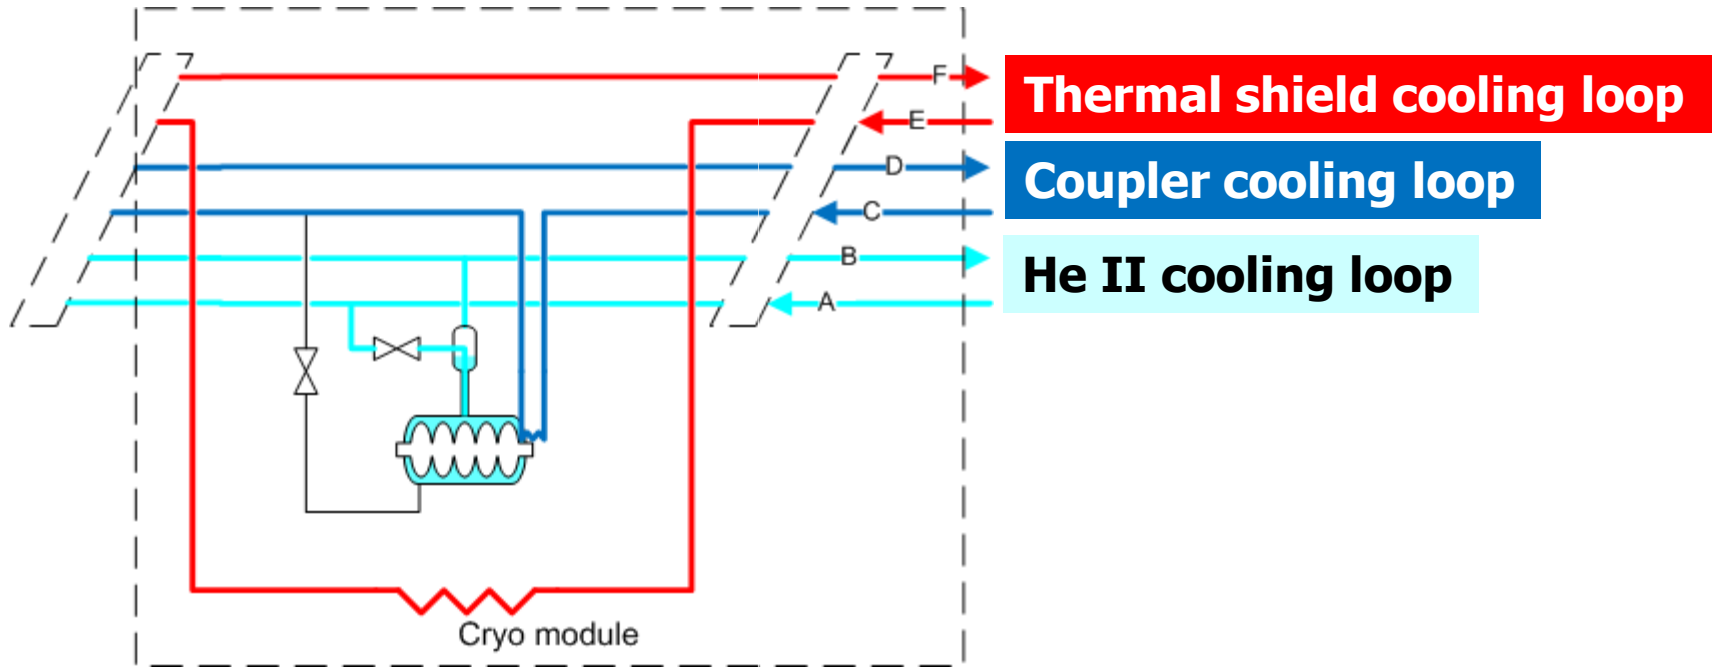 F
Thermal shield cooling loop
E
D
Coupler cooling loop
C
B
He II cooling loop
A
Cryo module